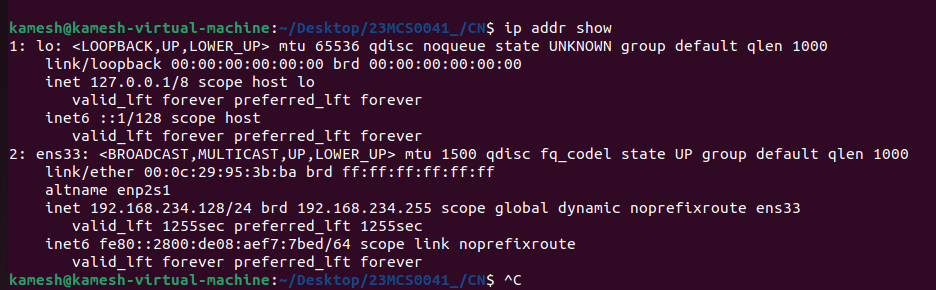 kamesh@kamesh-virtual-machine:~/Desktop/23MCS0041_/CN$ ip addr show
1: lo: <LOOPBACK,UP,LOWER_UP> mtu 65536 qdisc noqueue state UNKNOWN group default qlen 1000
    link/loopback 00:00:00:00:00:00 brd 00:00:00:00:00:00
    inet 127.0.0.1/8 scope host lo
       valid_lft forever preferred_lft forever
    inet6 ::1/128 scope host
       valid_lft forever preferred_lft forever
2: ens33: <BROADCAST,MULTICAST,UP,LOWER_UP> mtu 1500 qdisc fq_codel state UP group default qlen 1000
    link/ether 00:0c:29:95:3b:ba brd ff:ff:ff:ff:ff:ff
    altname enp2s1
    inet 192.168.234.128/24 brd 192.168.234.255 scope global dynamic noprefixroute ens33
       valid_lft 1255sec preferred_lft 1255sec
    inet6 fe80::2800:de08:aef7:7bed/64 scope link noprefixroute
       valid_lft forever preferred_lft forever
kamesh@kamesh-virtual-machine:~/Desktop/23MCS0041_/CN$ ^C